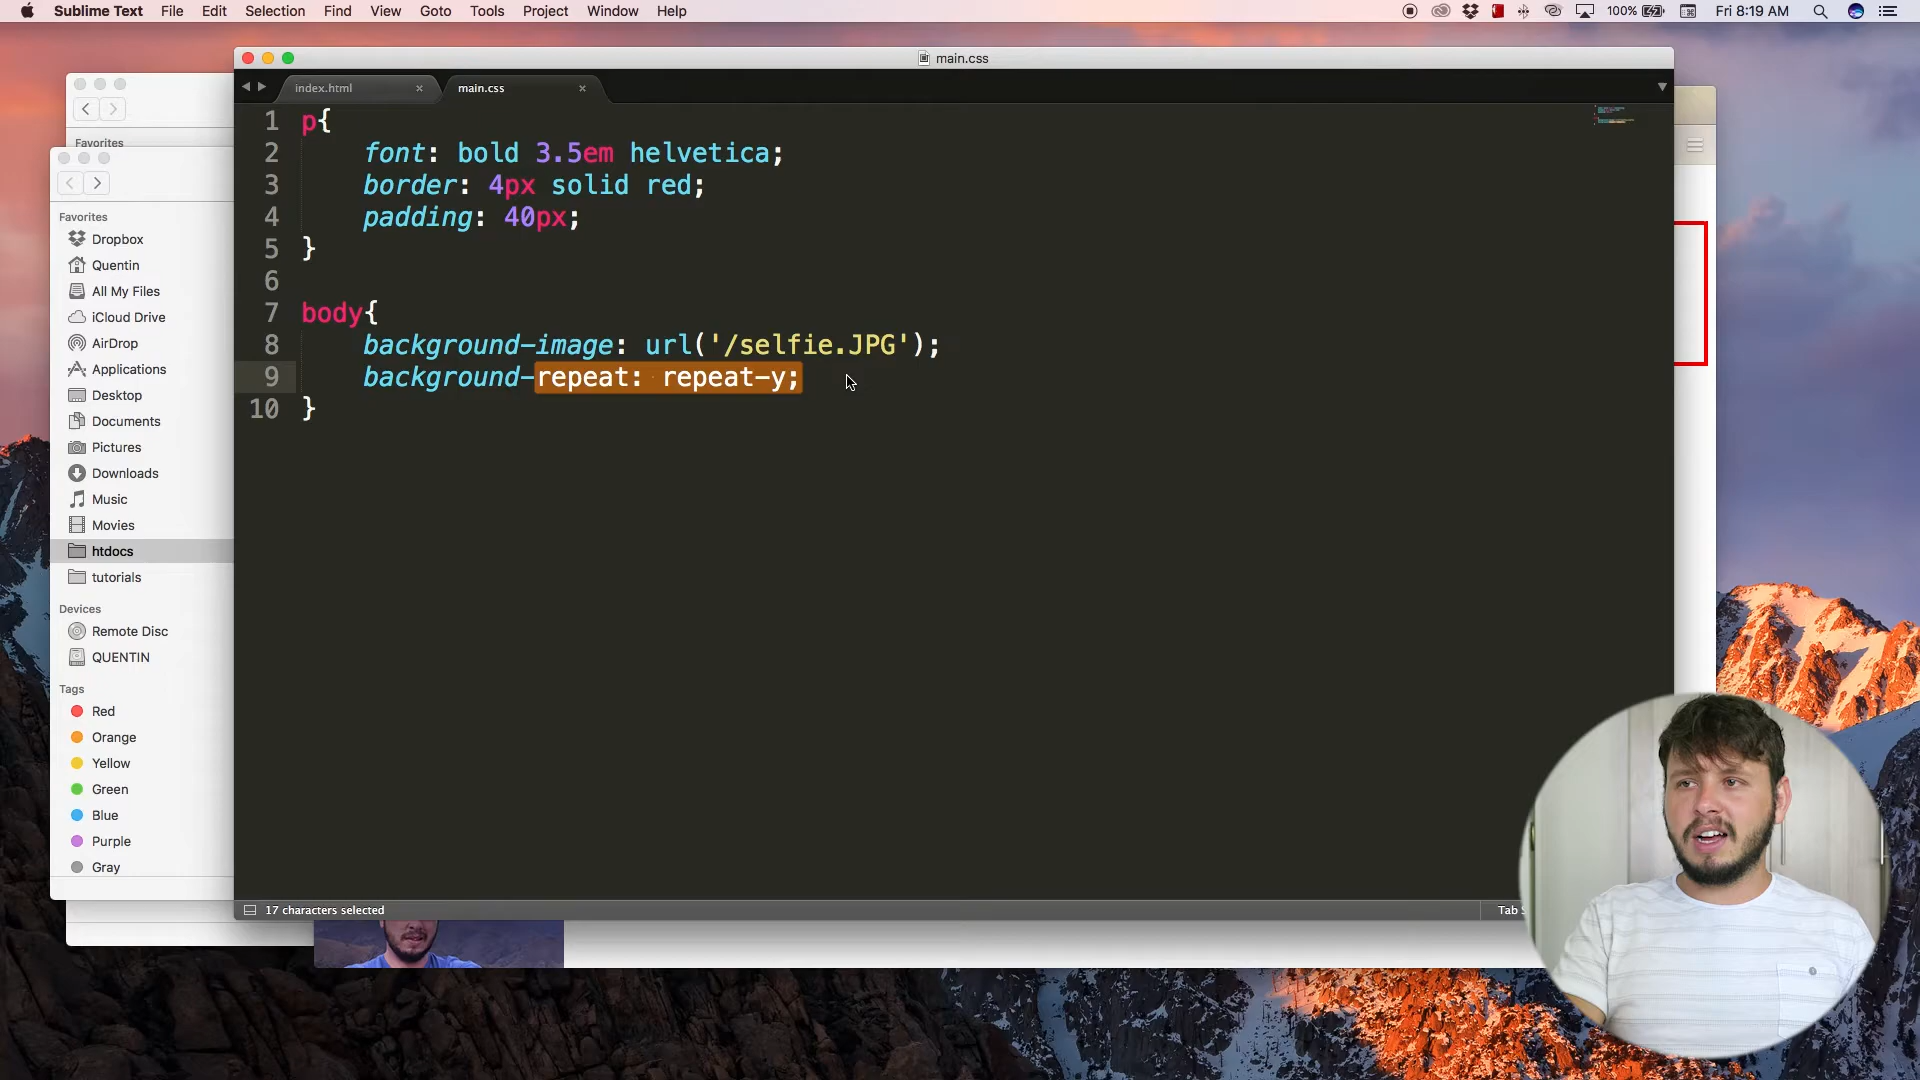 Sublime Text File Edit Selection Find View Goto Tools Project Window Help 100% Fri 8:19 AM
main.css
index.html × main.css ×
1 p{
2 font: bold 3.5em helvetica;
3 border: 4px solid red;
4 padding: 40px;
5 }
6
7 body{
8 background-image: url('/selfie.JPG');
9 background-repeat: repeat-y;
10 }
17 characters selected
Tab
Favorites
Favorites
Dropbox
Quentin
All My Files
iCloud Drive
AirDrop
Applications
Desktop
Documents
Pictures
Downloads
Music
Movies
htdocs
tutorials
Devices
Remote Disc
QUENTIN
Tags
Red
Orange
Yellow
Green
Blue
Purple
Gray